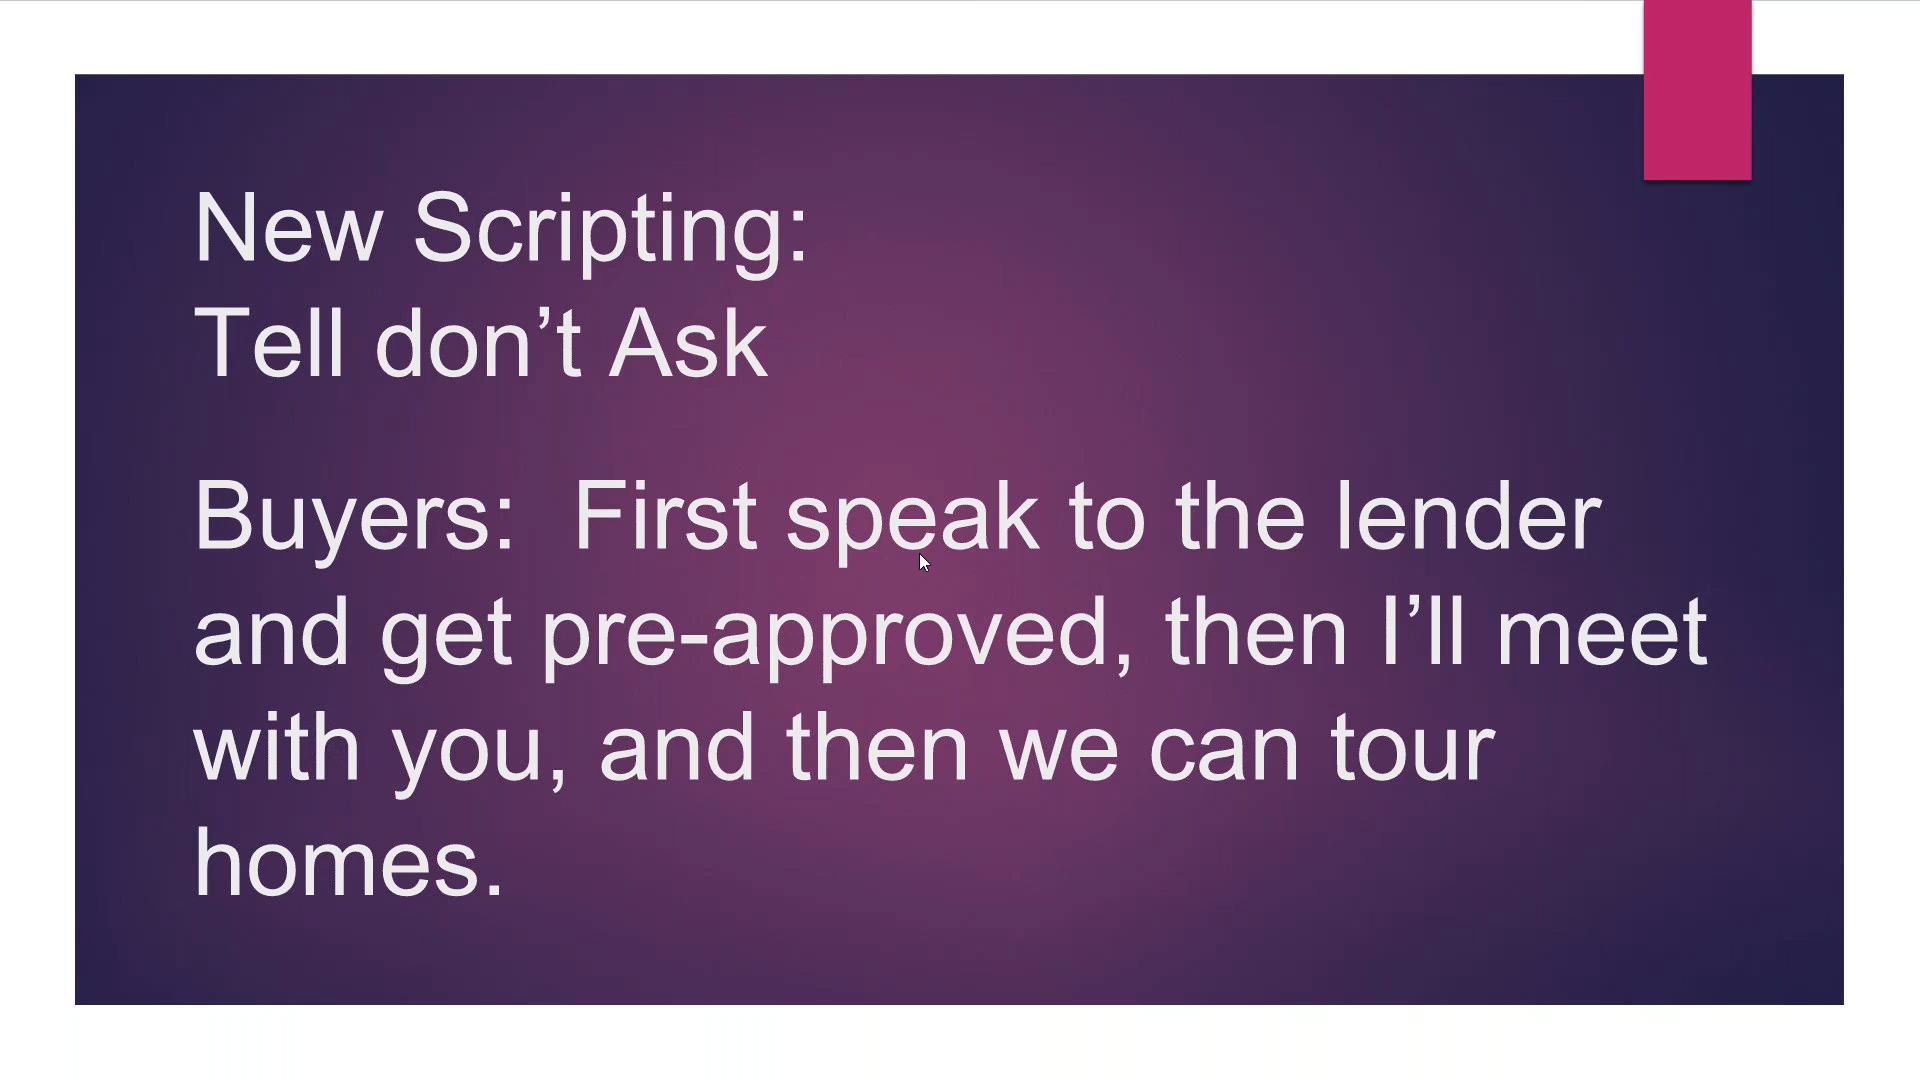 New Scripting:
Tell don’t Ask
Buyers:  First speak to the lender
and get pre-approved, then I’ll meet
with you, and then we can tour
homes.